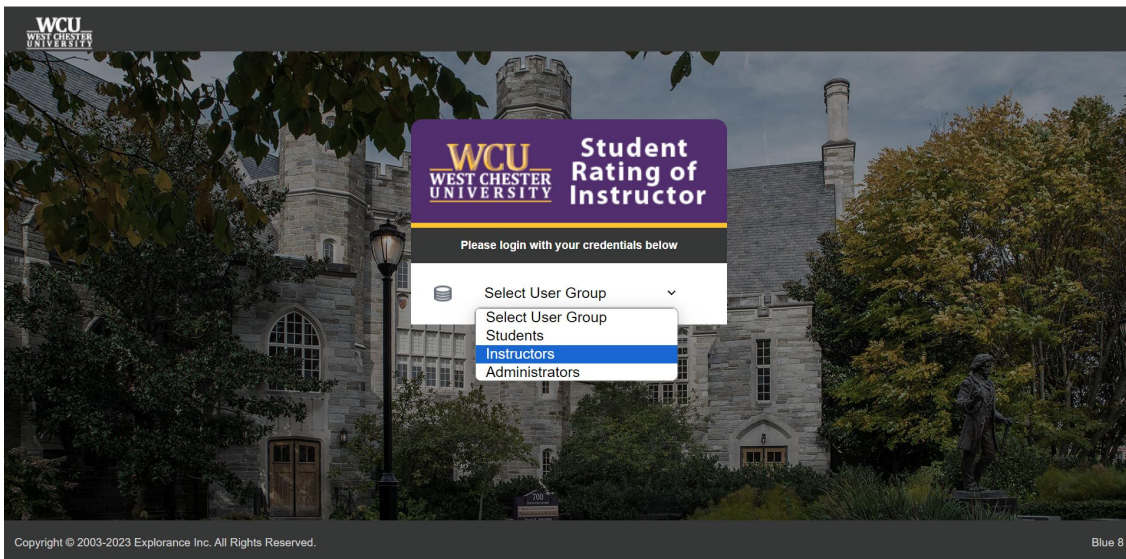 WCU
WEST CHESTER
UNIVERSITY
WCU
WEST CHESTER
UNIVERSITY
Student
Rating of
Instructor
Please login with your credentials below
Select User Group
Select User Group
Students
Instructors
Administrators
700
Copyright © 2003-2023 Explorance Inc. All Rights Reserved.
Blue 8